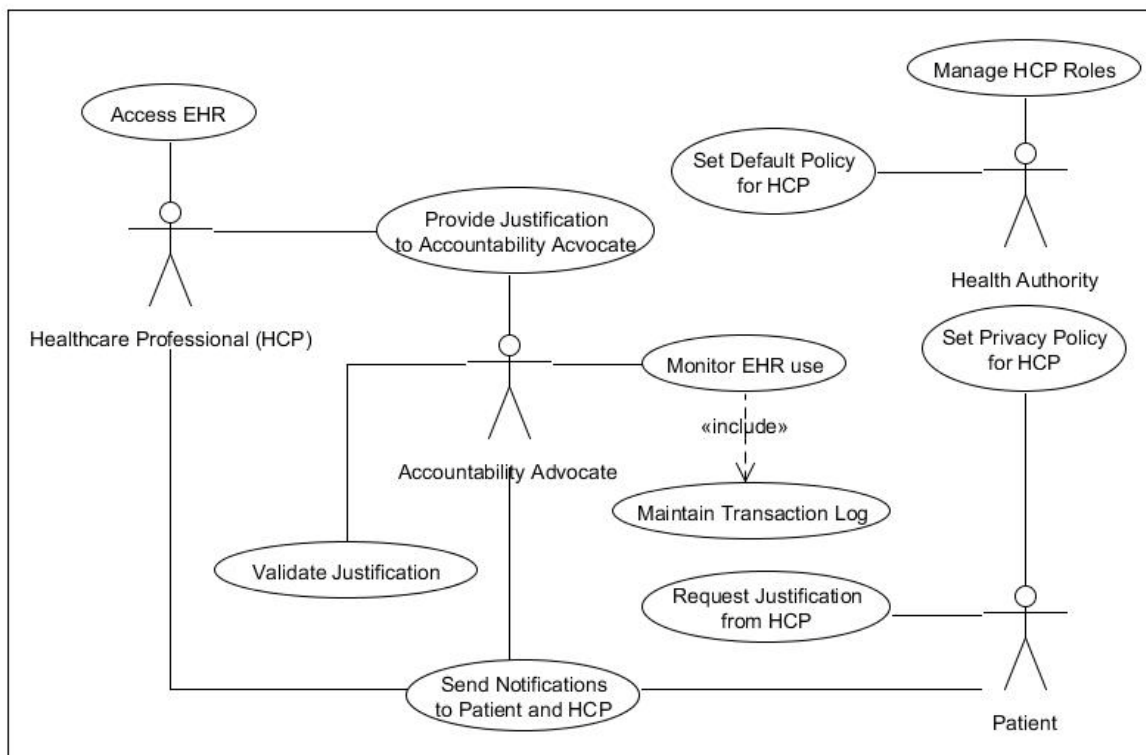 Manage HCP Roles
Access EHR
Set Default Policy
for HCP
Provide Justification
to Accountability Acvocate
Health Authority
Healthcare Professional (HCP)
Set Privacy Policy
for HCP
Monitor EHR use
«include»
Accountability Advocate
Maintain Transaction Log
Validate Justification
Request Justification
from HCP
Send Notifications
to Patient and HCP
Patient